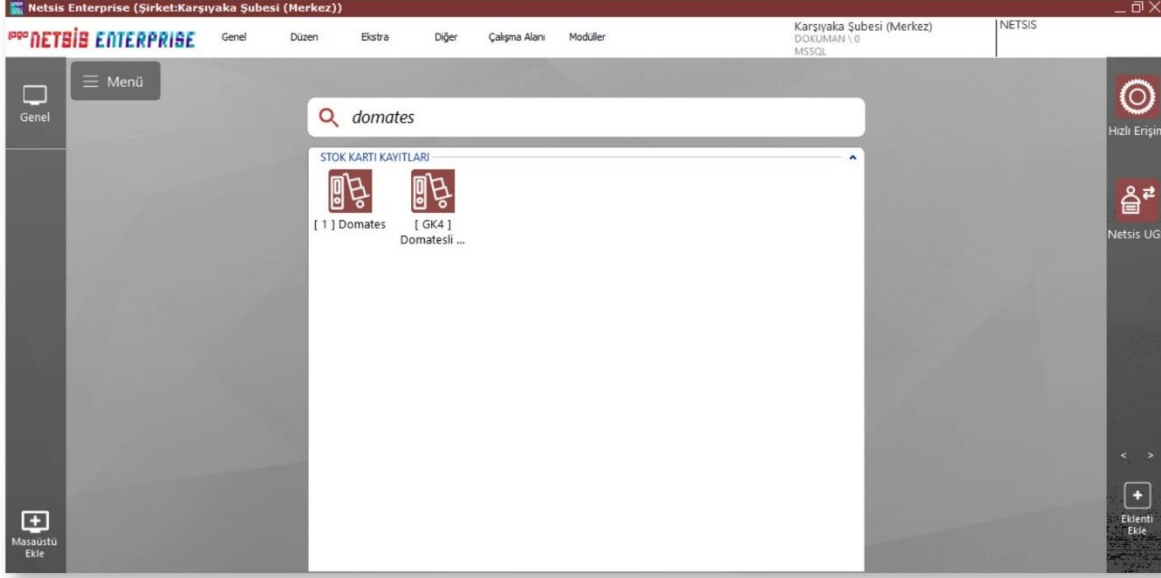 Netsis Enterprise (Şirket:Karşıyaka Şubesi (Merkez))
logo NETSİS ENTERPRISE
Genel
Düzen
Ekstra
Diğer
Çalışma Alanı
Modüller
Karşıyaka Şubesi (Merkez)
DOKUMAN \ 0
MSSQL
NETSIS
Genel
Menü
domates
STOK KARTI KAYITLARI
[ 1 ] Domates
[ GK4 ]
Domatesli ...
Hızlı Erişim
Netsis UG
< >
Eklenti
Ekle
Masaüstü
Ekle